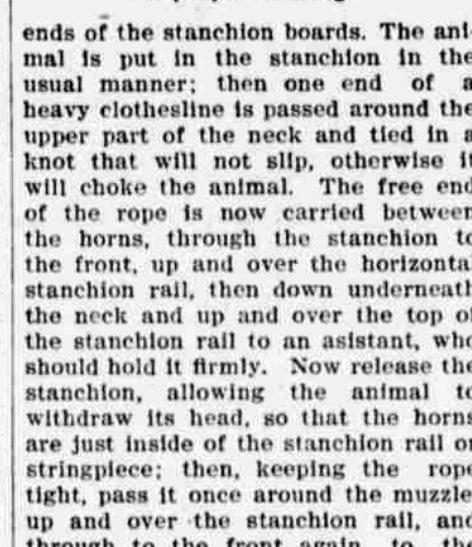 ends of the stanchion boards. The ani-
mal is put in the stanchion in the
usual manner; then one end of a
heavy clothesline is passed around the
upper part of the neck and tied in a
knot that will not slip, otherwise it
will choke the animal. The free end
of the rope is now carried between
the horns, through the stanchion to
the front, up and over the horizontal
stanchion rail, then down underneath
the neck and up and over the top of
the stanchion rail to an asistant, who
should hold it firmly. Now release the
stanchion, allowing the animal to
withdraw its head, so that the horns
are just inside of the stanchion rail or
stringpiece; then, keeping the rope
tight, pass it once around the muzzle,
up and over the stanchion rail, and
through to the front again, to the